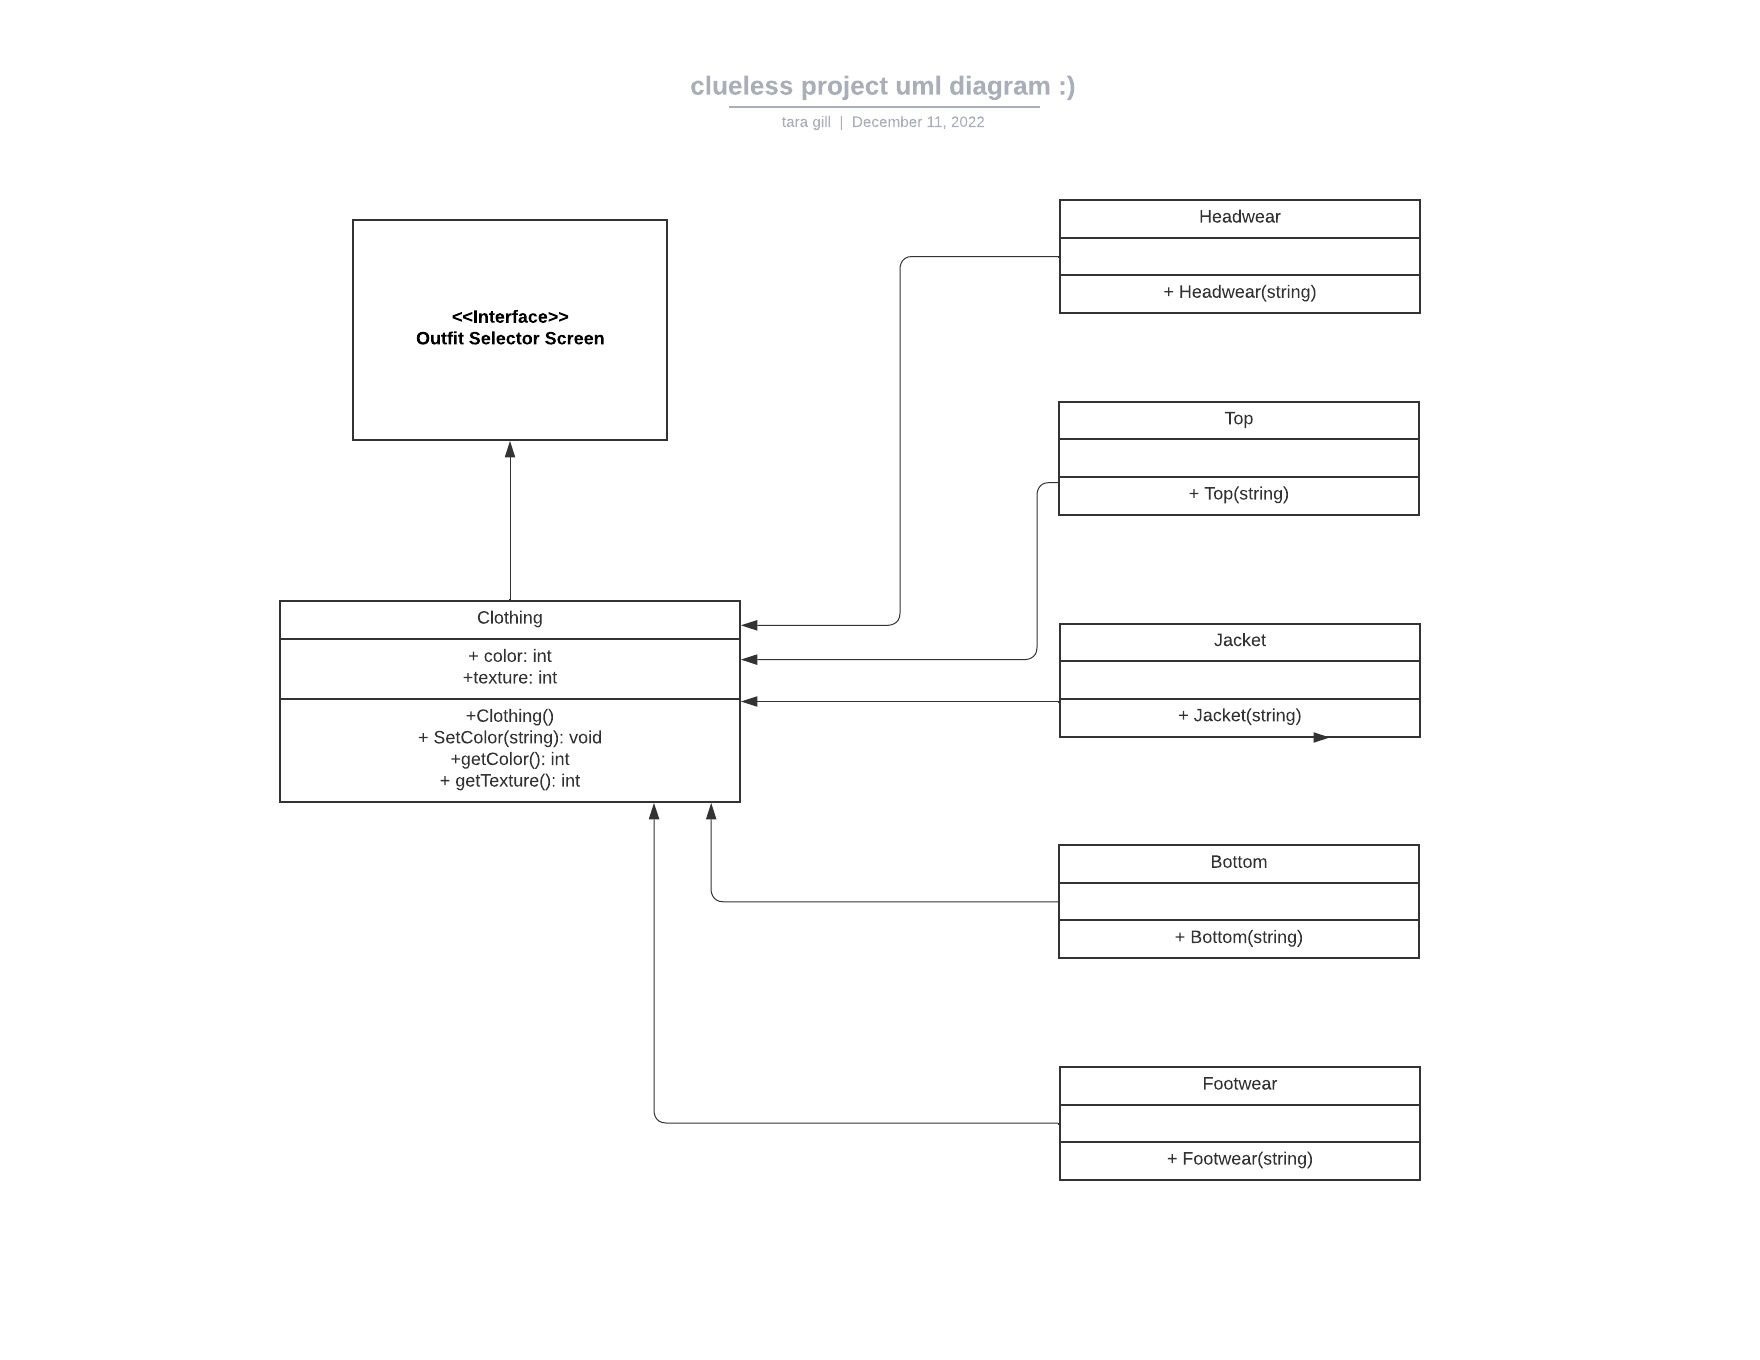 clueless project uml diagram :)
tara gill | December 11, 2022
<<Interface>>
Outfit Selector Screen
Clothing
+ color: int
+texture: int
+Clothing()
+ SetColor(string): void
+getColor(): int
+ getTexture(): int
Headwear
+ Headwear(string)
Top
+ Top(string)
Jacket
+ Jacket(string)
Bottom
+ Bottom(string)
Footwear
+ Footwear(string)